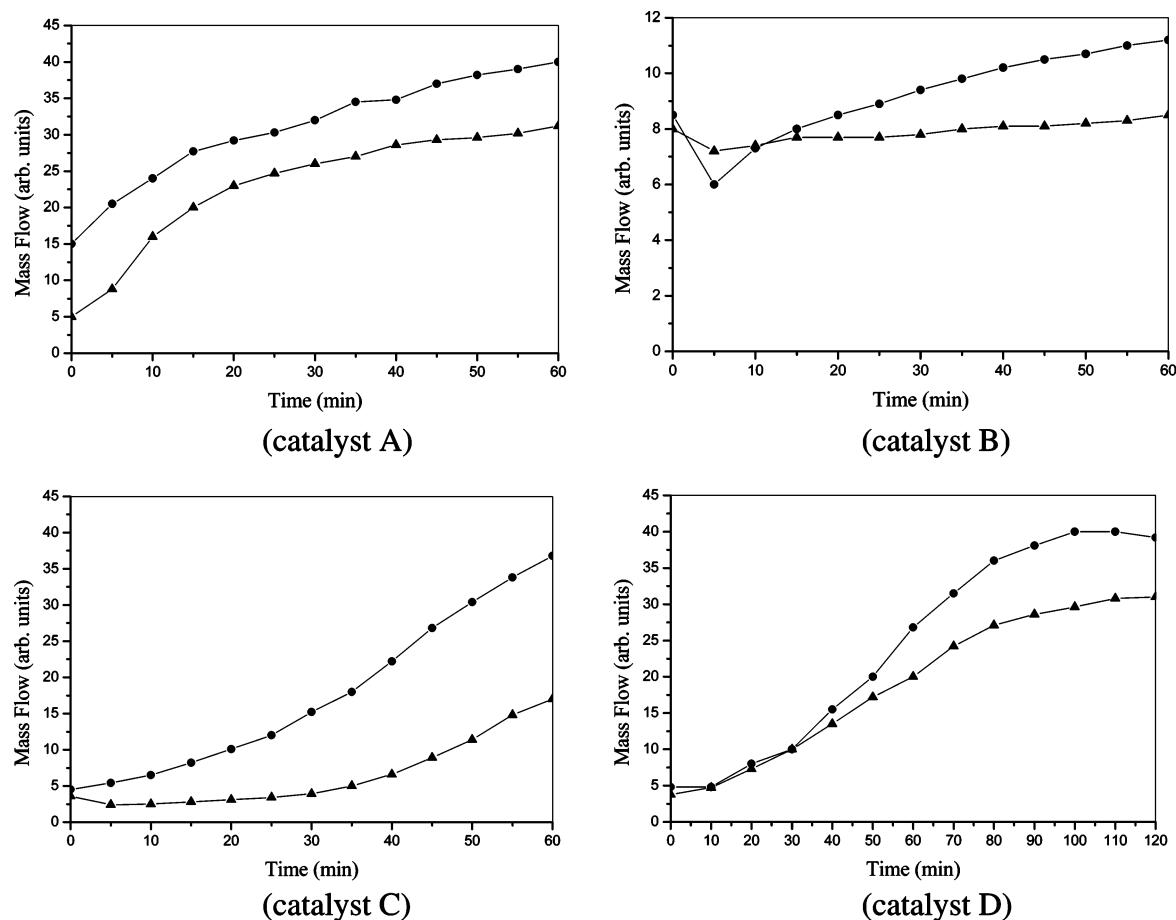 45
40
35
30
25
20
15
10
5
0
Mass Flow (arb. units)
0 10 20 30 40 50 60
Time (min)
(catalyst A)
12
10
8
6
4
2
0
Mass Flow (arb. units)
0 10 20 30 40 50 60
Time (min)
(catalyst B)
45
40
35
30
25
20
15
10
5
0
Mass Flow (arb. units)
0 10 20 30 40 50 60
Time (min)
(catalyst C)
45
40
35
30
25
20
15
10
5
0
Mass Flow (arb. units)
0 10 20 30 40 50 60 70 80 90 100 110 120
Time (min)
(catalyst D)